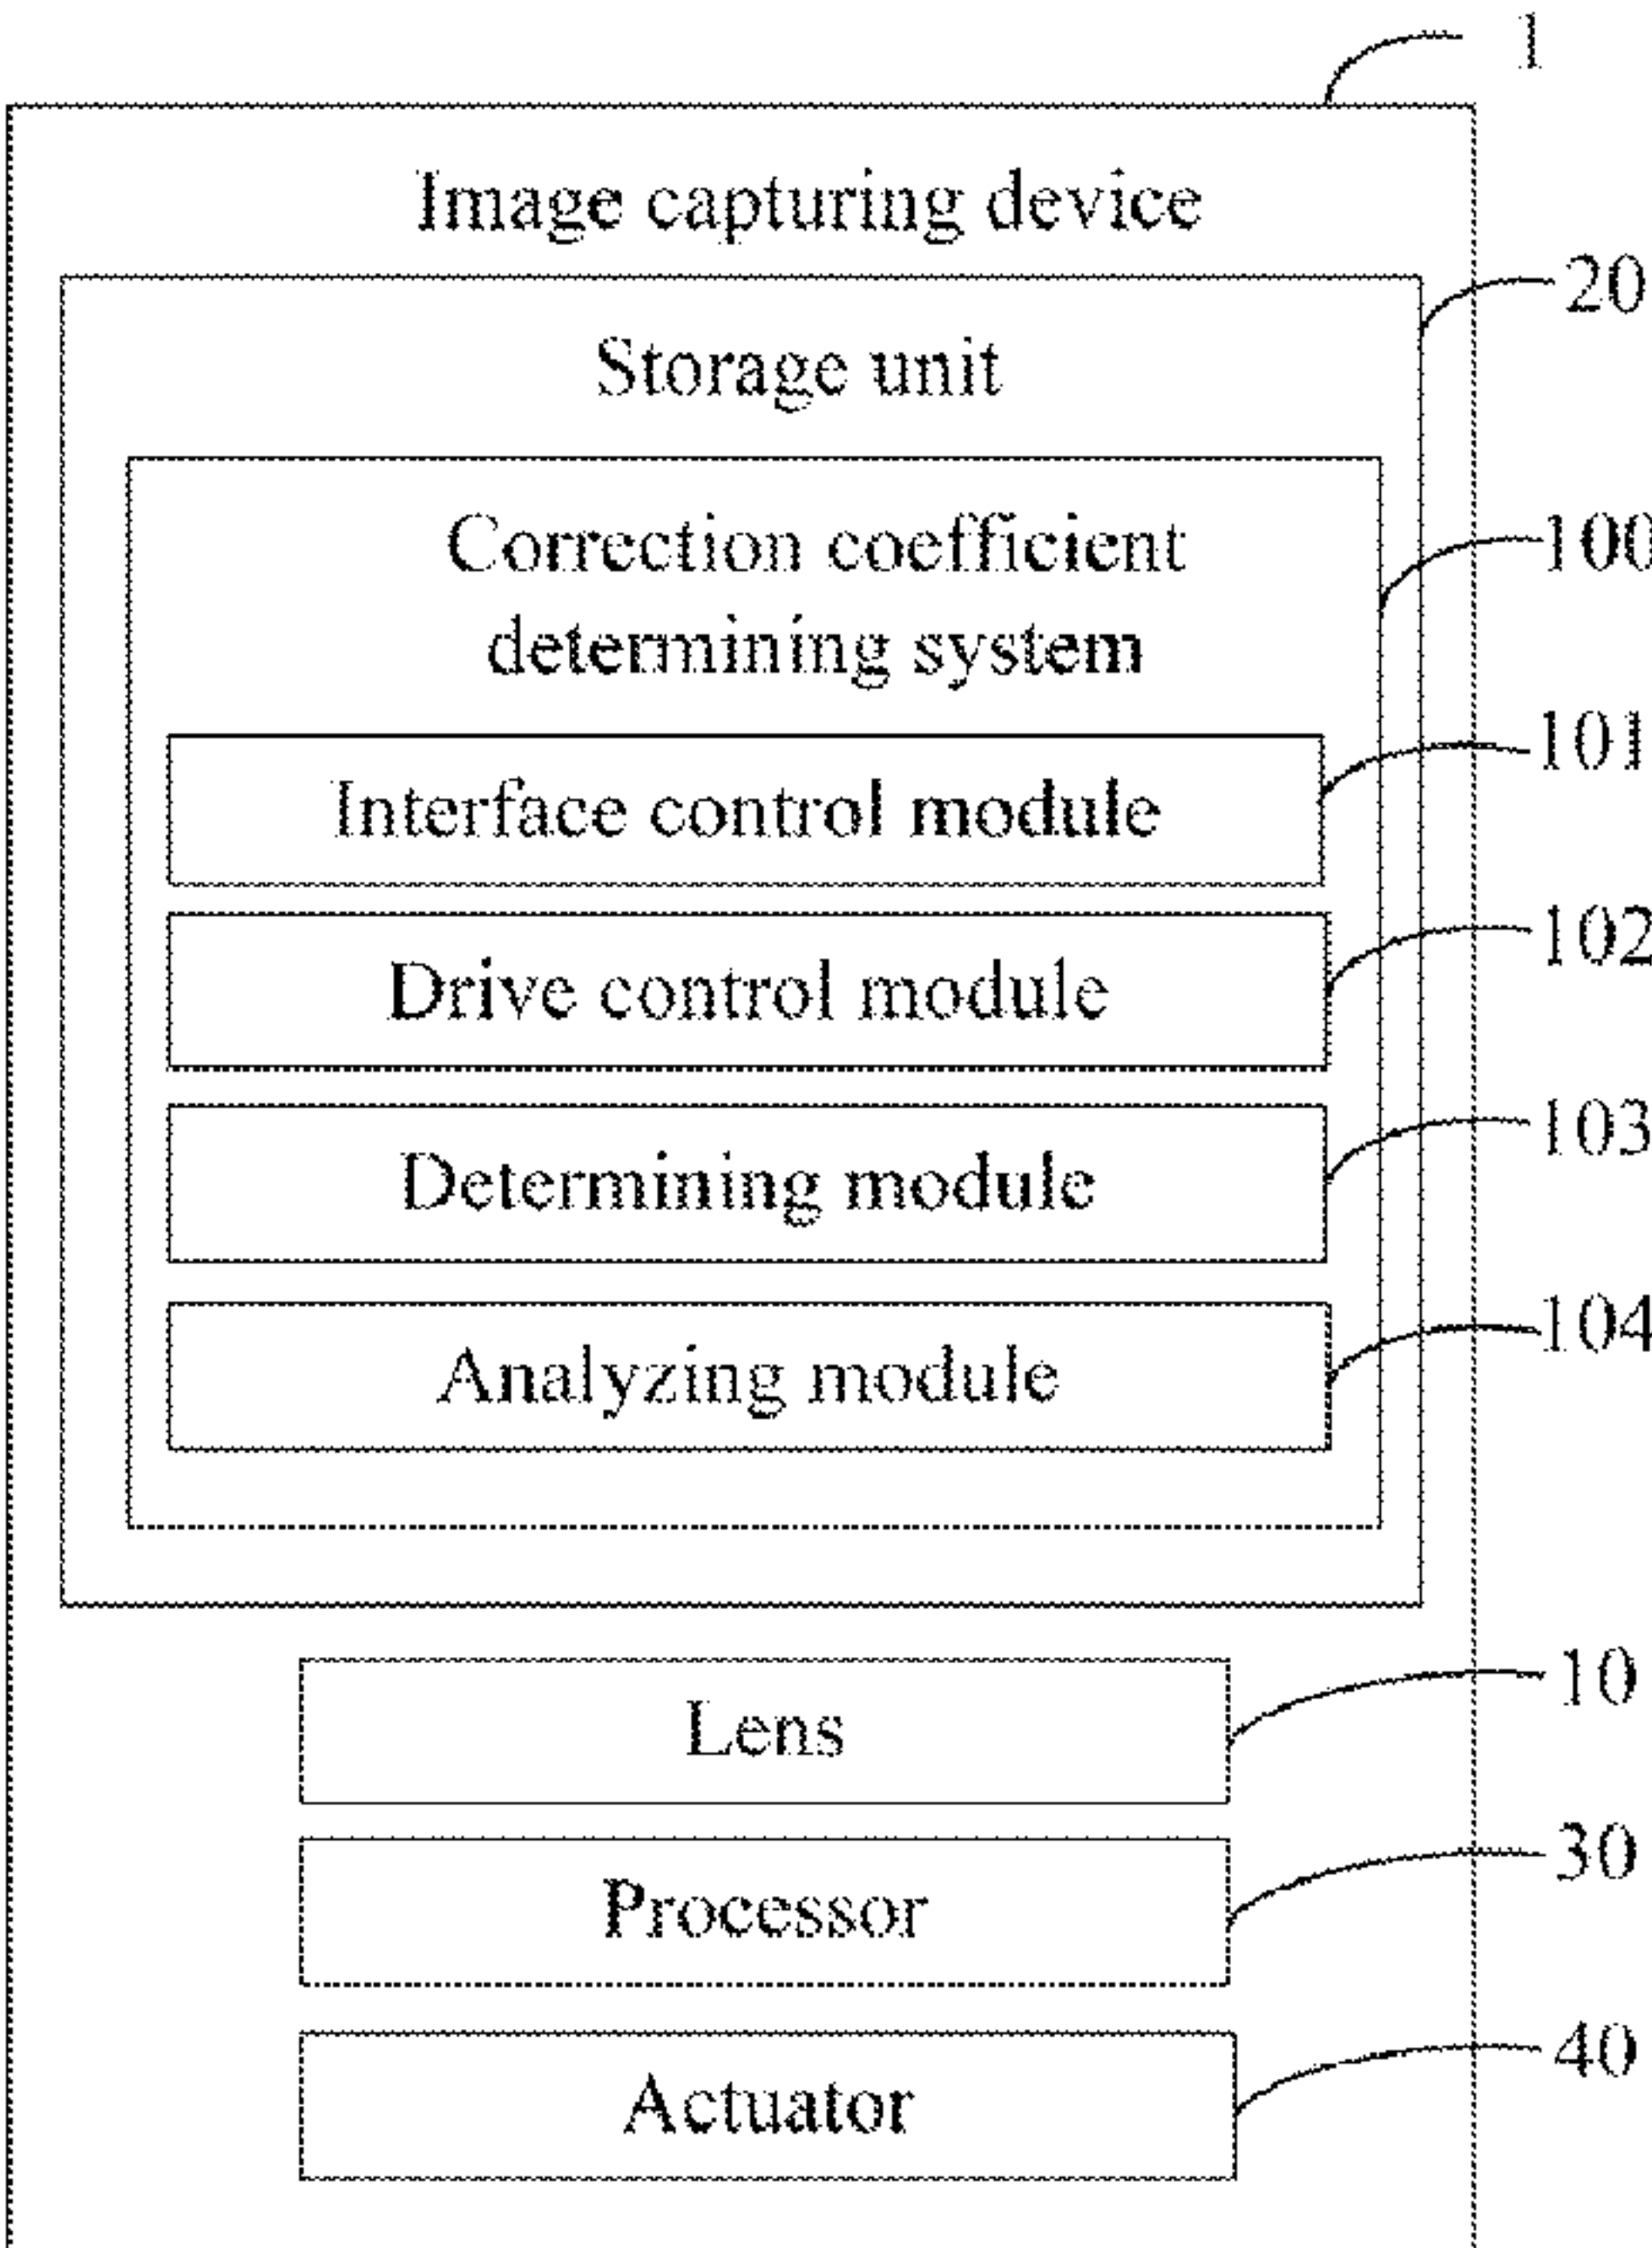 1
Image capturing device
20
Storage unit
100
Correction coefficient
determining system
101
Interface control module
102
Drive control module
103
Determining module
104
Analyzing module
10
Lens
30
Processor
40
Actuator